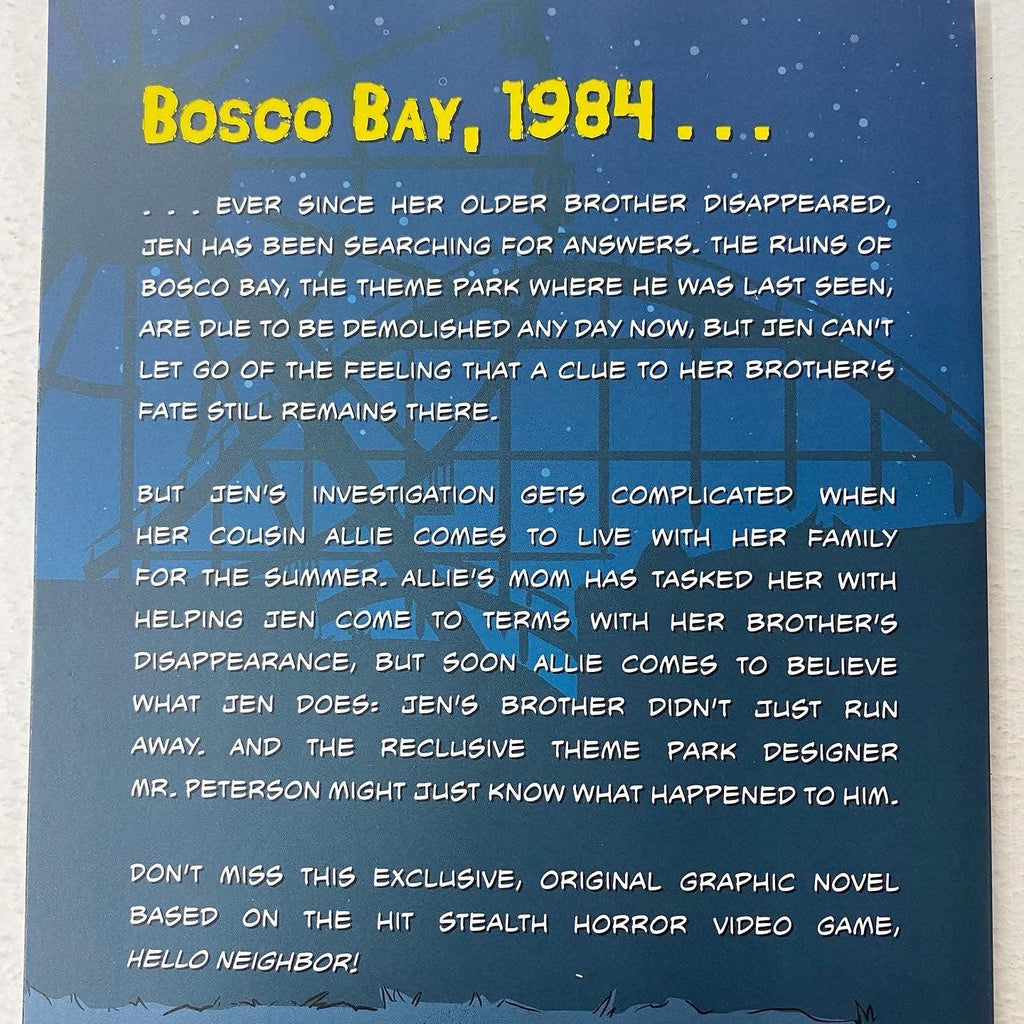 BOSCO BAY, 1984 . . .
. . . EVER SINCE HER OLDER BROTHER DISAPPEARED,
JEN HAS BEEN SEARCHING FOR ANSWERS. THE RUINS OF
BOSCO BAY, THE THEME PARK WHERE HE WAS LAST SEEN,
ARE DUE TO BE DEMOLISHED ANY DAY NOW, BUT JEN CAN'T
LET GO OF THE FEELING THAT A CLUE TO HER BROTHER'S
FATE STILL REMAINS THERE.
BUT JEN'S INVESTIGATION GETS COMPLICATED WHEN
HER COUSIN ALLIE COMES TO LIVE WITH HER FAMILY
FOR THE SUMMER. ALLIE'S MOM HAS TASKED HER WITH
HELPING JEN COME TO TERMS WITH HER BROTHER'S
DISAPPEARANCE, BUT SOON ALLIE COMES TO BELIEVE
WHAT JEN DOES: JEN'S BROTHER DIDN'T JUST RUN
AWAY. AND THE RECLUSIVE THEME PARK DESIGNER
MR. PETERSON MIGHT JUST KNOW WHAT HAPPENED TO HIM.
DON'T MISS THIS EXCLUSIVE, ORIGINAL GRAPHIC NOVEL
BASED ON THE HIT STEALTH HORROR VIDEO GAME,
HELLO NEIGHBOR!